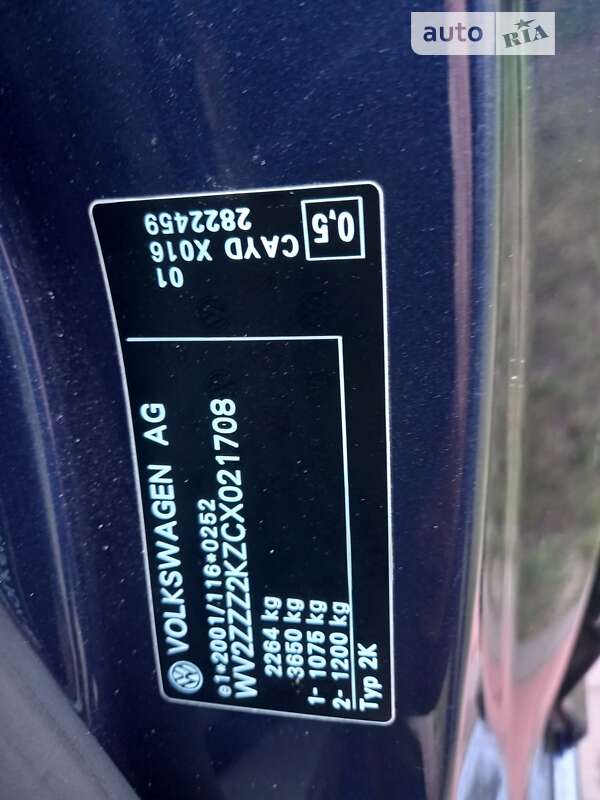 auto RIA
VOLKSWAGEN AG
e1*2001/116*0252
WV2ZZZ2KZCX021708
2264 kg
3650 kg
1- 1075 kg
2- 1200 kg
Typ 2K
01
2822459
CAYD X016
0,5